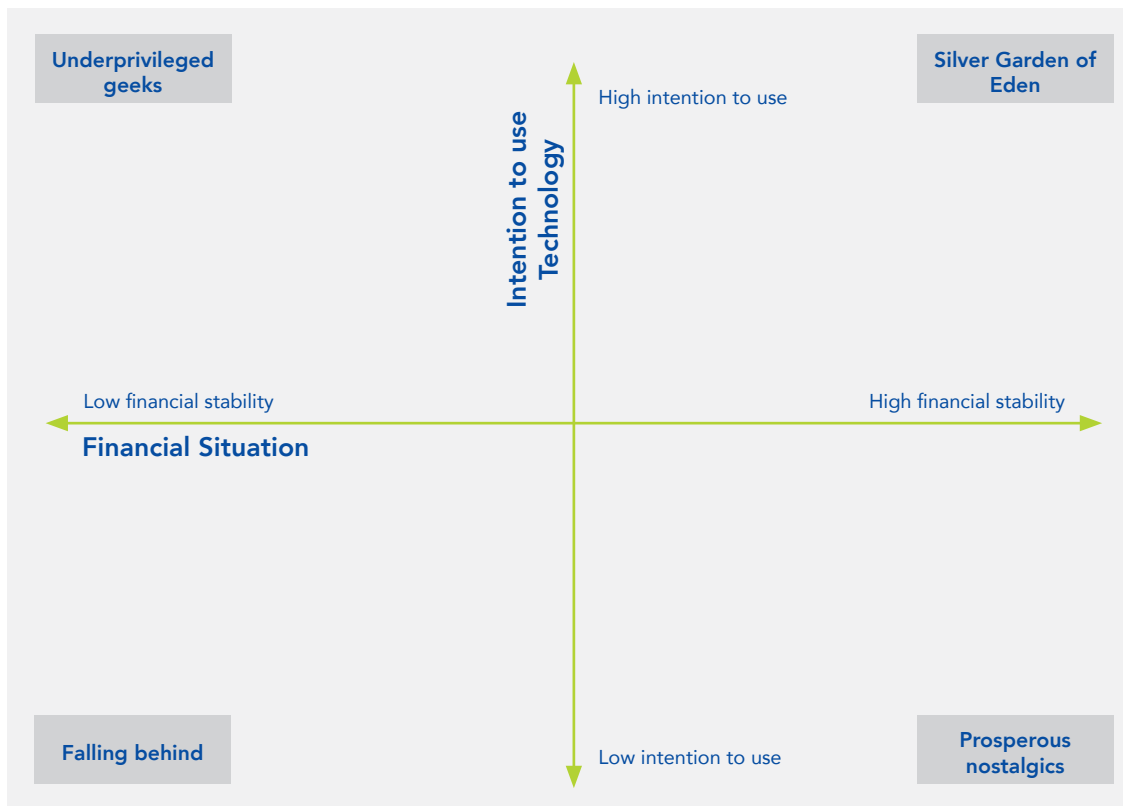 Underprivileged
geeks
Silver Garden of
Eden
High intention to use
Intention to use
Technology
Low financial stability
High financial stability
Financial Situation
Falling behind
Low intention to use
Prosperous
nostalgics